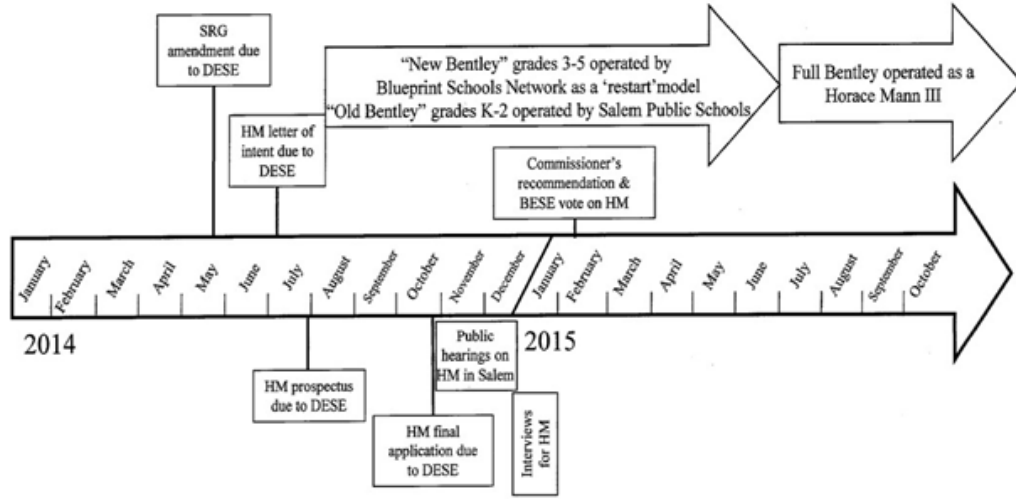 SRG
amendment due
to DESE
"New Bentley" grades 3-5 operated by
Blueprint Schools Network as a 'restart'model
"Old Bentley" grades K-2 operated by Salem Public Schools
Full Bentley operated as a
Horace Mann III
HM letter of
intent due to
DESE
Commissioner's
recommendation &
BESE vote on HM
January
February
March
April
May
June
July
August
September
October
November
December
January
February
March
April
May
June
July
August
September
October
2014
2015
Public
hearings on
HM in Salem
HM prospectus
due to DESE
HM final
application due
to DESE
Interviews
for HM